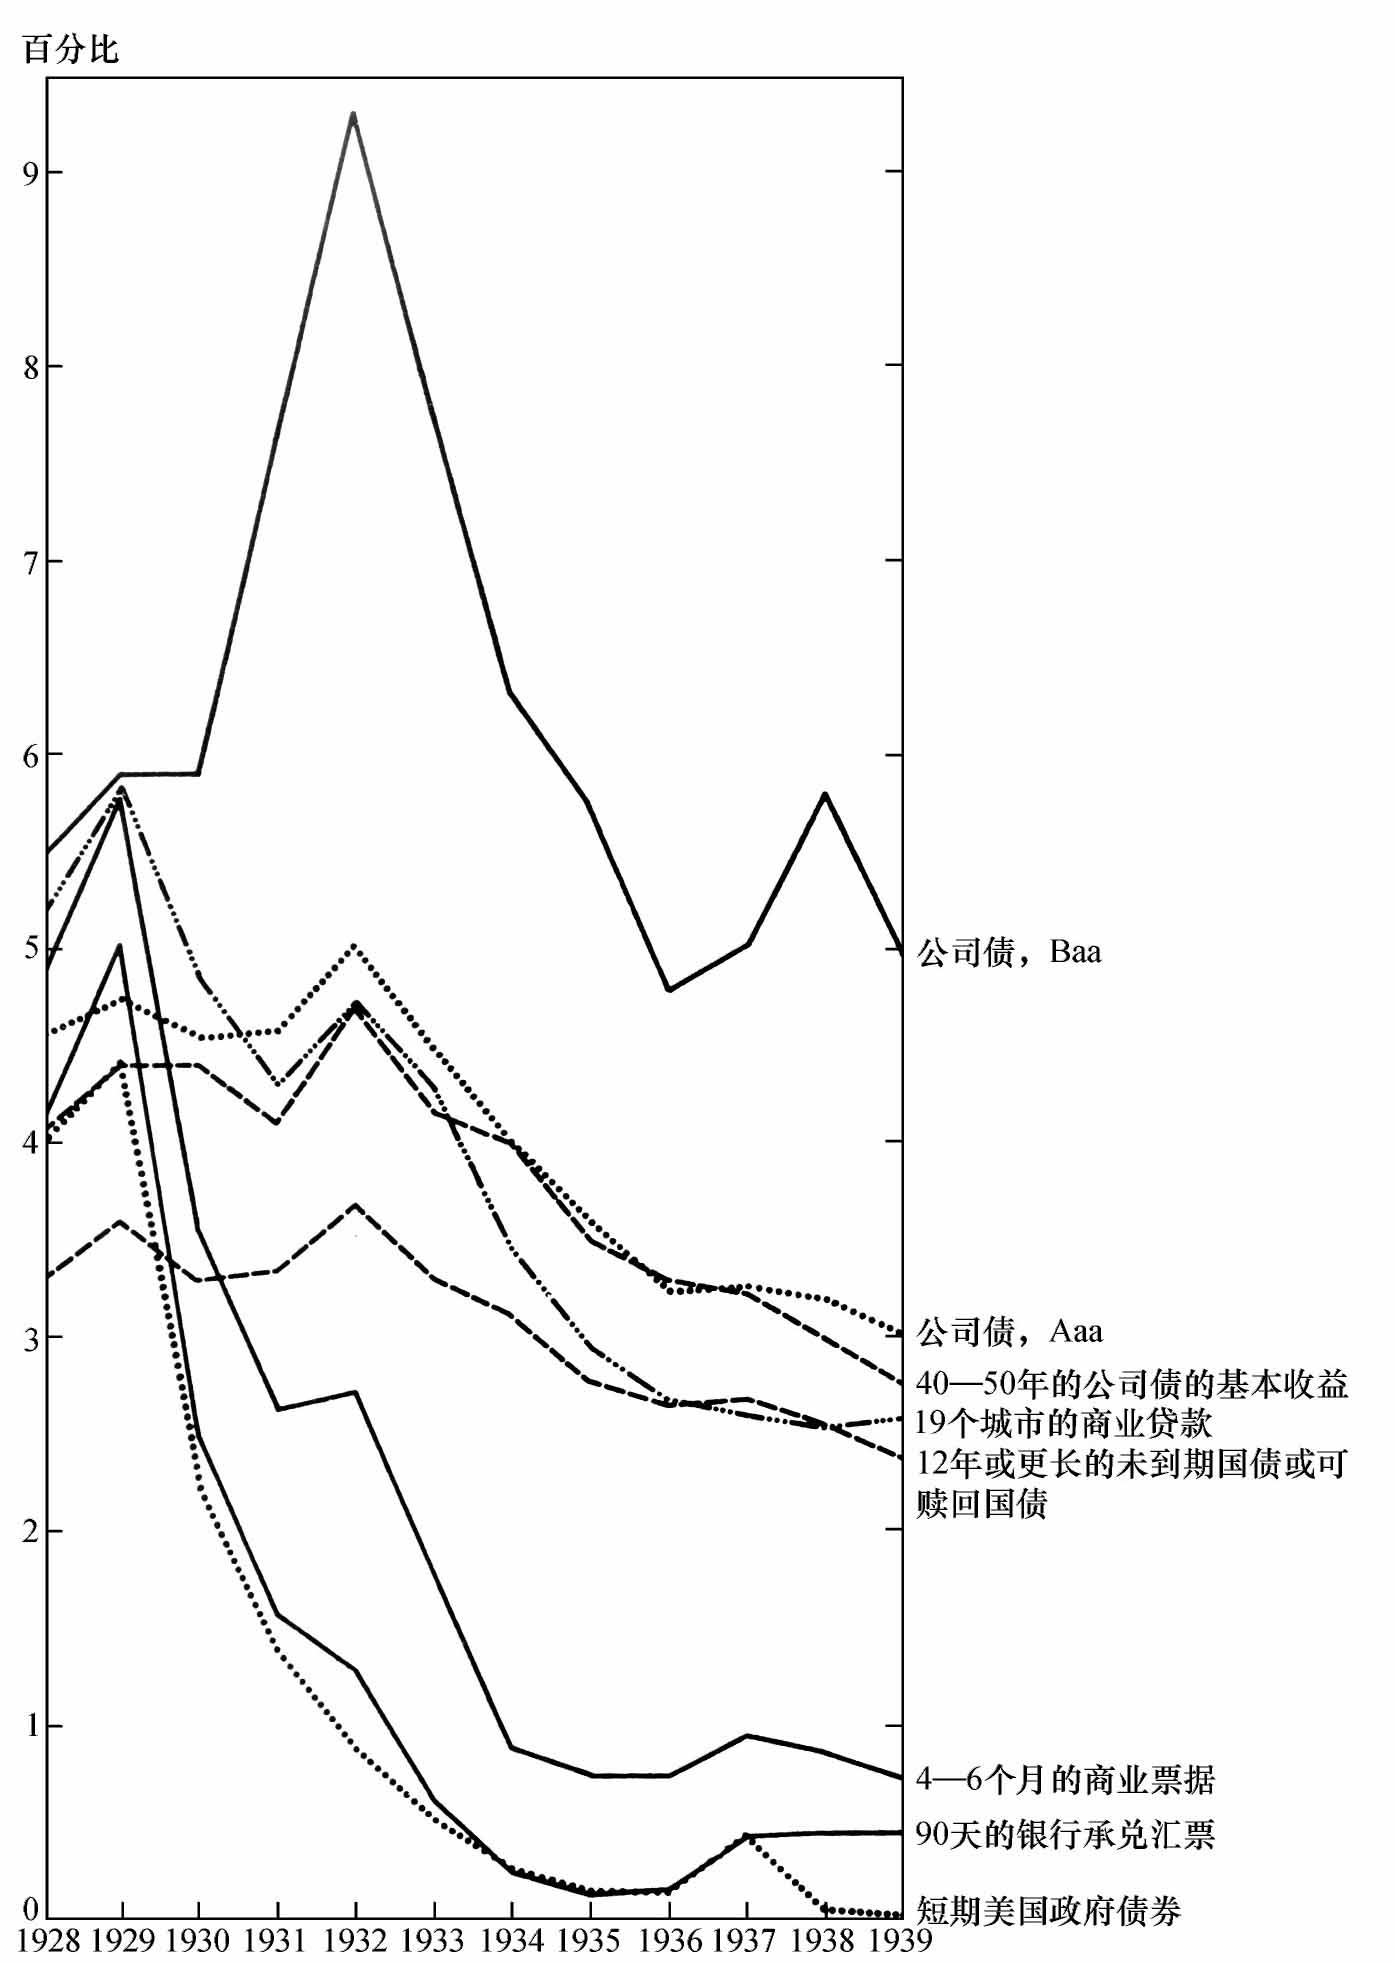 百分比
9
8
7
6
5
4
3
2
1
0
1928 1929 1930 1931 1932 1933 1934 1935 1936 1937 1938 1939
公司债，Baa
公司债，Aaa
40—50年的公司债的基本收益
19个城市的商业贷款
12年或更长的未到期国债或可
赎回国债
4—6个月的商业票据
90天的银行承兑汇票
短期美国政府债券